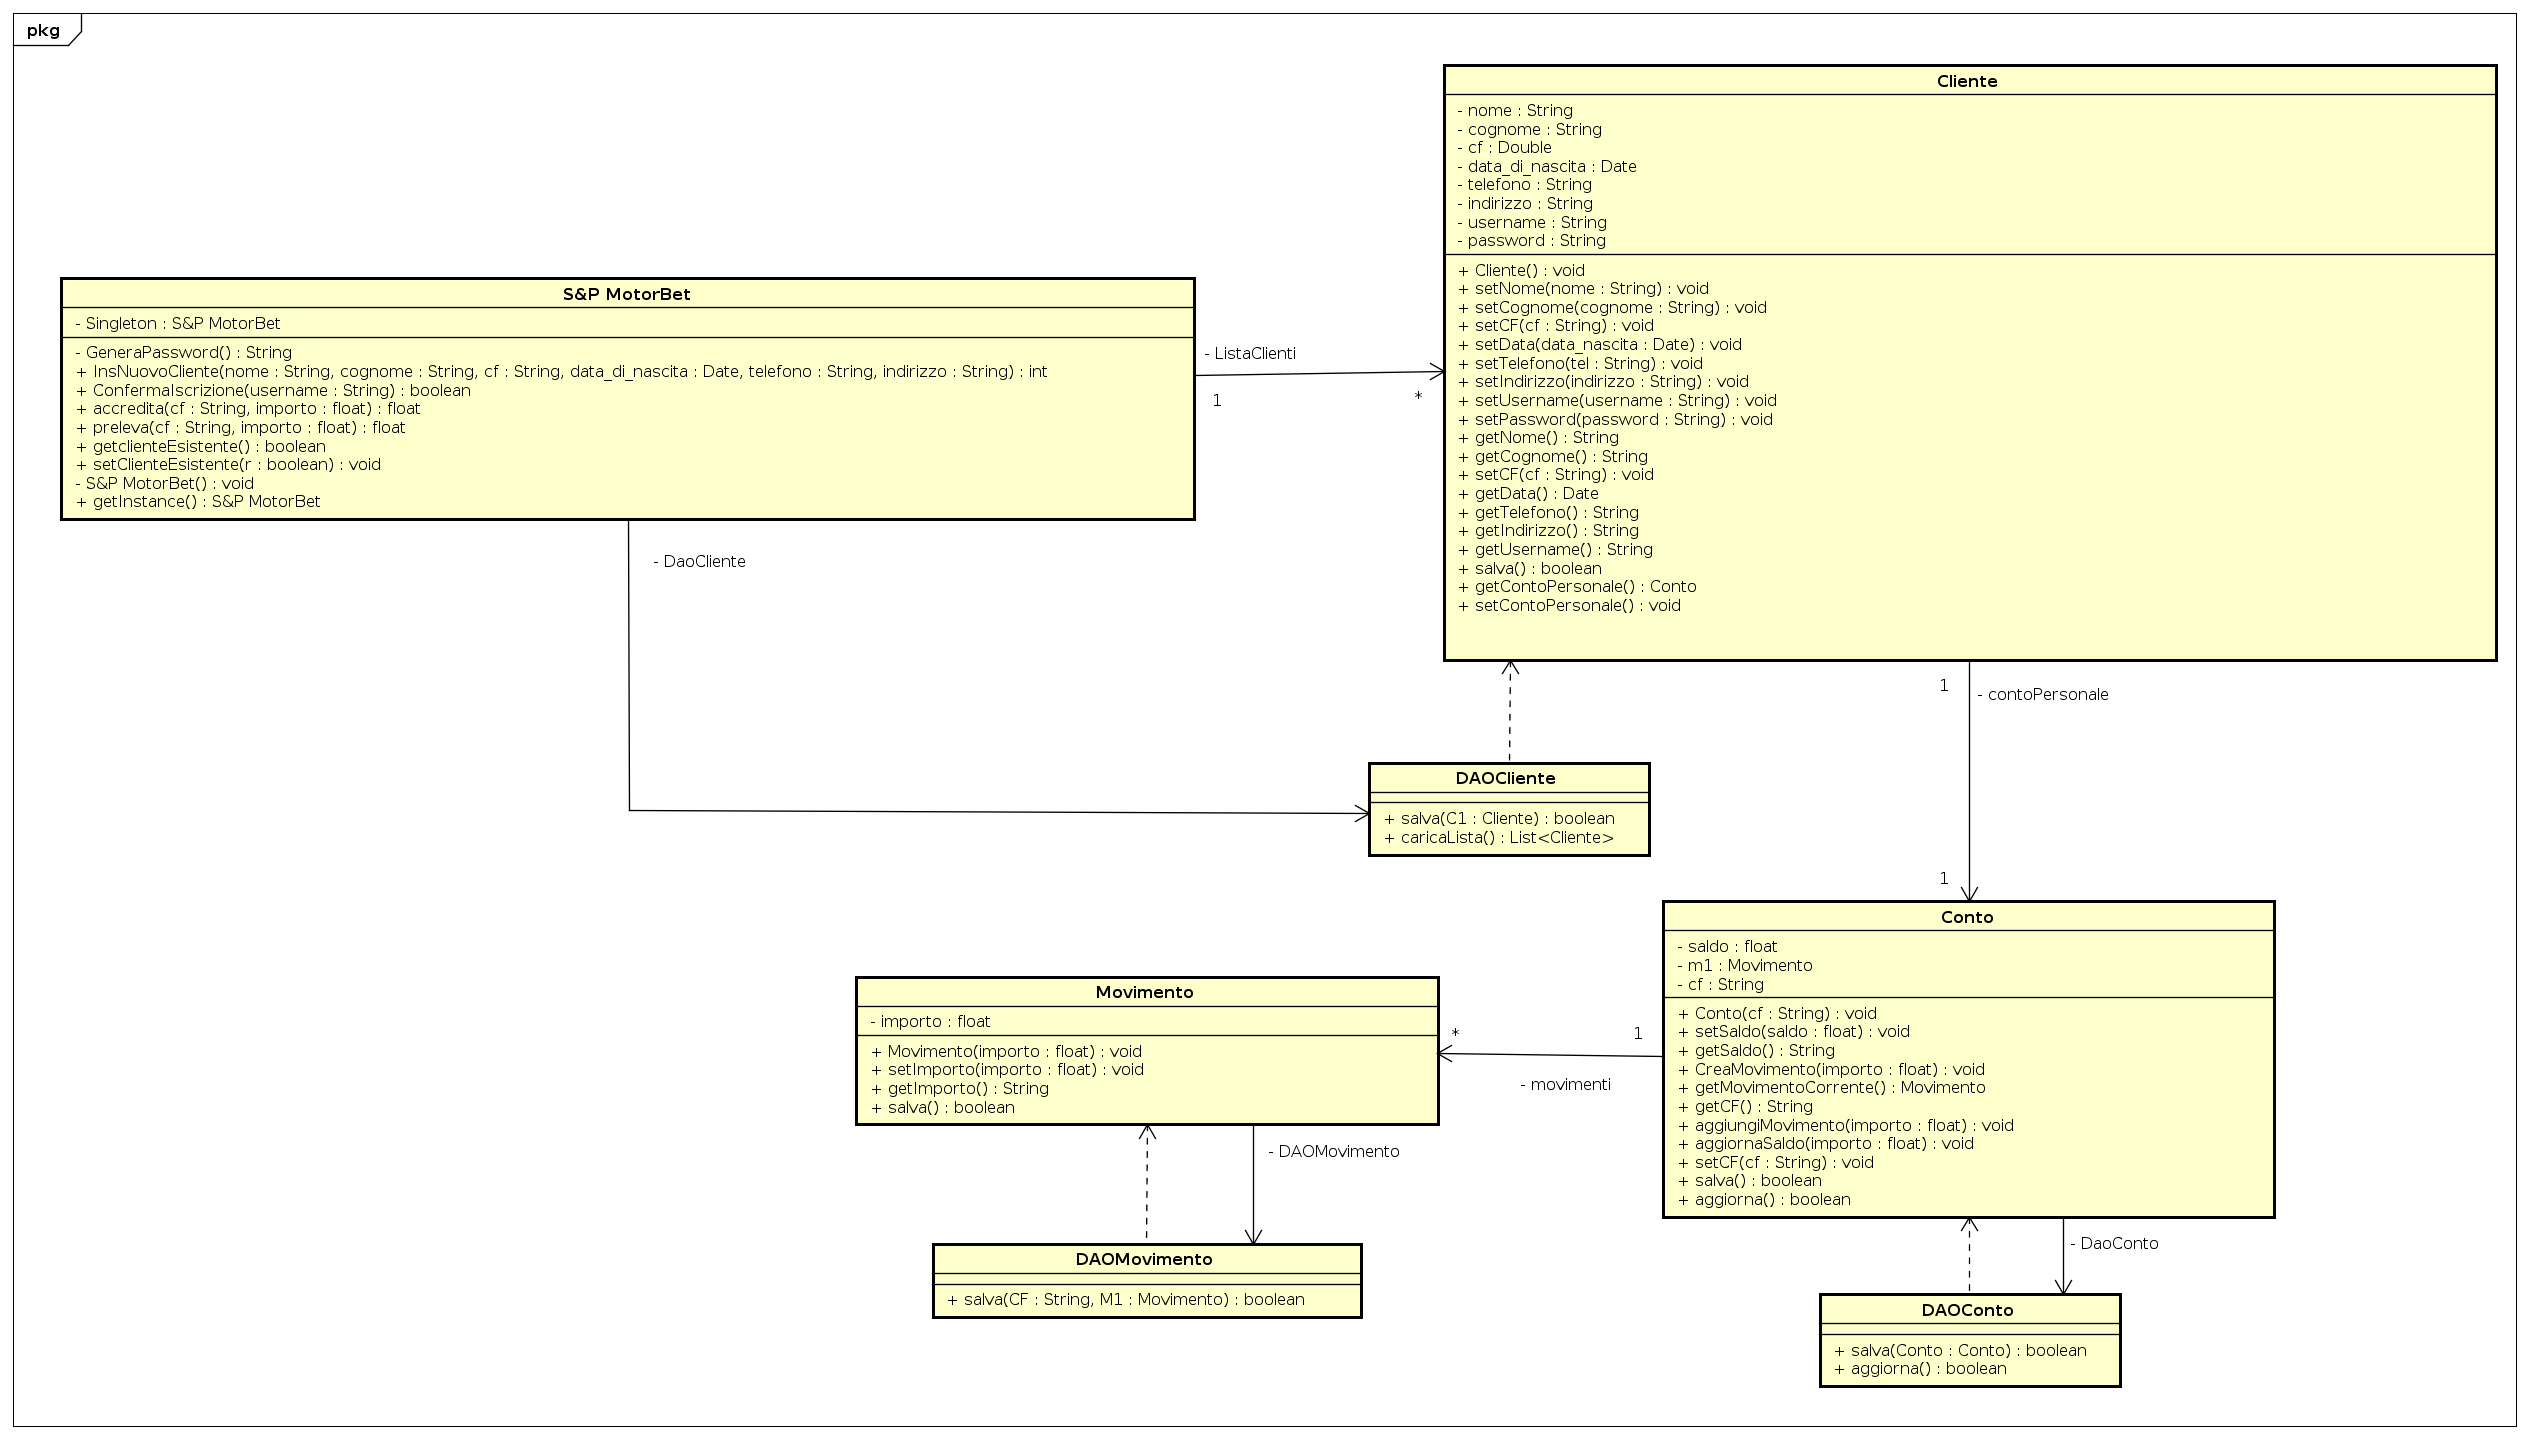 pkg
Cliente
- nome : String
- cognome : String
- cf : Double
- data_di_nascita : Date
- telefono : String
- indirizzo : String
- username : String
- password : String
+ Cliente() : void
+ setNome(nome : String) : void
+ setCognome(cognome : String) : void
+ setCF(cf : String) : void
+ setData(data_nascita : Date) : void
+ setTelefono(tel : String) : void
+ setIndirizzo(indirizzo : String) : void
+ setUsername(username : String) : void
+ setPassword(password : String) : void
+ getNome() : String
+ getCognome() : String
+ setCF(cf : String) : void
+ getData() : Date
+ getTelefono() : String
+ getIndirizzo() : String
+ getUsername() : String
+ salva() : boolean
+ getContoPersonale() : Conto
+ setContoPersonale() : void
S&P MotorBet
- Singleton : S&P MotorBet
- GeneraPassword() : String
+ InsNuovoCliente(nome : String, cognome : String, cf : String, data_di_nascita : Date, telefono : String, indirizzo : String) : int
+ ConfermaIscrizione(username : String) : boolean
+ accredita(cf : String, importo : float) : float
+ preleva(cf : String, importo : float) : float
+ getclienteEsistente() : boolean
+ setClienteEsistente(r : boolean) : void
- S&P MotorBet() : void
+ getInstance() : S&P MotorBet
- ListaClienti
1
*
- DaoCliente
1
- contoPersonale
DAOCliente
+ salva(C1 : Cliente) : boolean
+ caricaLista() : List<Cliente>
1
Conto
- saldo : float
- m1 : Movimento
- cf : String
+ Conto(cf : String) : void
+ setSaldo(saldo : float) : void
+ getSaldo() : String
+ CreaMovimento(importo : float) : void
+ getMovimentoCorrente() : Movimento
+ getCF() : String
+ aggiungiMovimento(importo : float) : void
+ aggiornaSaldo(importo : float) : void
+ setCF(cf : String) : void
+ salva() : boolean
+ aggiorna() : boolean
Movimento
- importo : float
+ Movimento(importo : float) : void
+ setImporto(importo : float) : void
+ getImporto() : String
+ salva() : boolean
*
1
- movimenti
- DAOMovimento
DAOMovimento
+ salva(CF : String, M1 : Movimento) : boolean
- DaoConto
DAOConto
+ salva(Conto : Conto) : boolean
+ aggiorna() : boolean